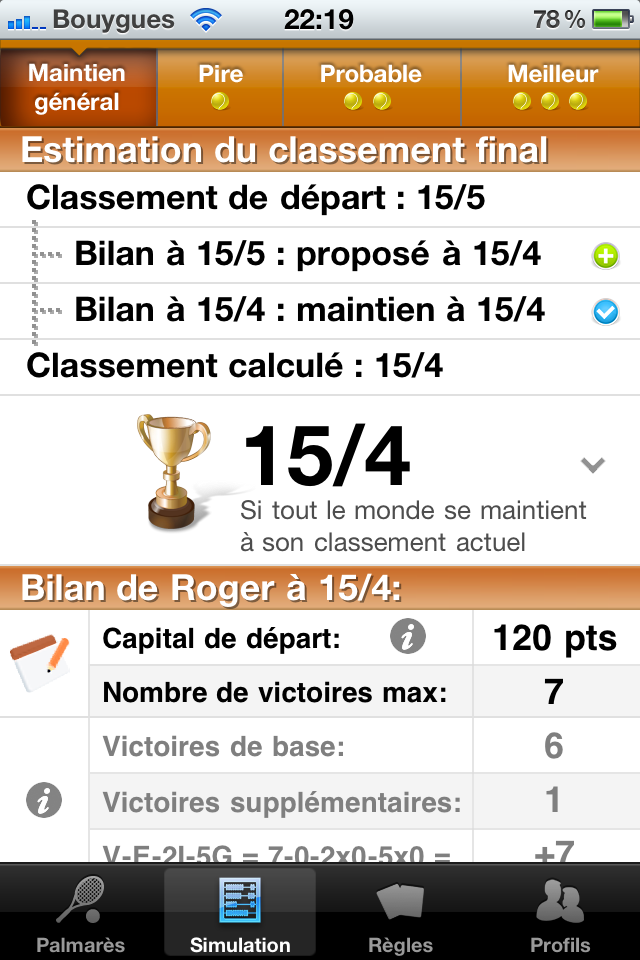 Bouygues 22:19 78 %
Maintien
général
Pire
Probable
Meilleur
Estimation du classement final
Classement de départ : 15/5
Bilan à 15/5 : proposé à 15/4
Bilan à 15/4 : maintien à 15/4
Classement calculé : 15/4
15/4
Si tout le monde se maintient
à son classement actuel
Bilan de Roger à 15/4:
Capital de départ: 120 pts
Nombre de victoires max: 7
Victoires de base: 6
Victoires supplémentaires: 1
V-E-2I-5G = 7-0-2x0-5x0 = +7
Palmarès
Simulation
Règles
Profils